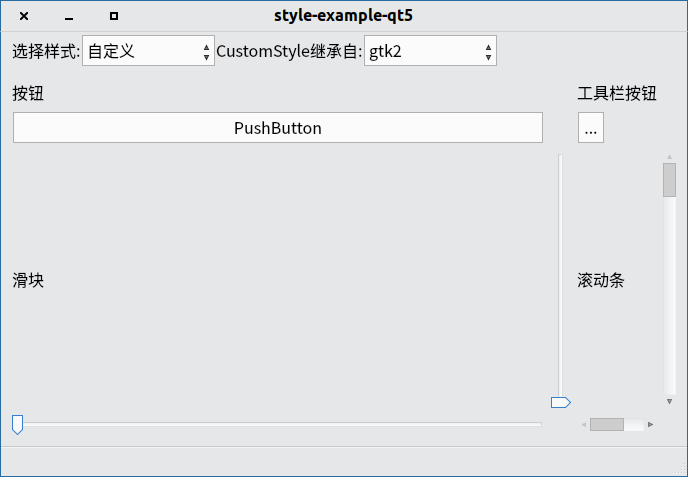 style-example-qt5
选择样式: 自定义 CustomStyle继承自: gtk2
按钮 工具栏按钮
PushButton ...
滑块 滚动条